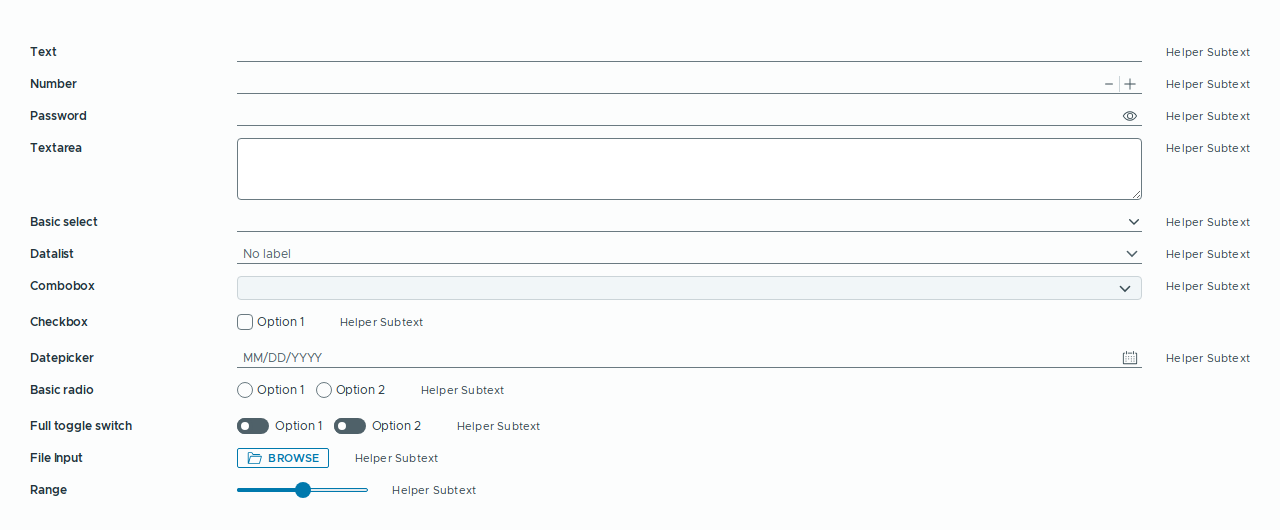 Text Helper Subtext
Number Helper Subtext
Password Helper Subtext
Textarea Helper Subtext
Basic select Helper Subtext
Datalist No label Helper Subtext
Combobox Helper Subtext
Checkbox Option 1 Helper Subtext
Datepicker MM/DD/YYYY Helper Subtext
Basic radio Option 1 Option 2 Helper Subtext
Full toggle switch Option 1 Option 2 Helper Subtext
File Input BROWSE Helper Subtext
Range Helper Subtext